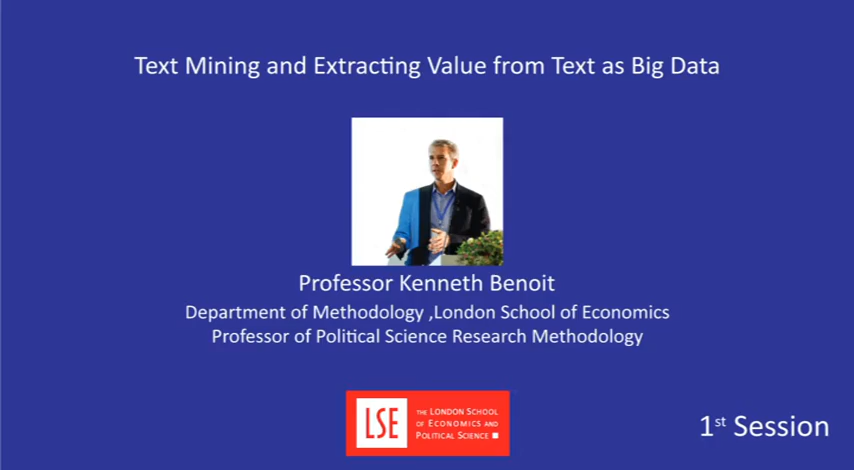 Text Mining and Extracting Value from Text as Big Data
Professor Kenneth Benoit
Department of Methodology ,London School of Economics
Professor of Political Science Research Methodology
LSE
THE LONDON SCHOOL
OF ECONOMICS AND
POLITICAL SCIENCE
1st Session